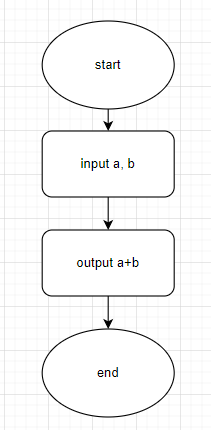 start
input a, b
output a+b
end